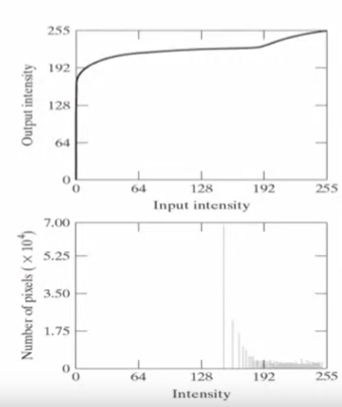 255
192
128
64
0
Output intensity
0 64 128 192 255
Input intensity
7.00
5.25
3.50
1.75
0
Number of pixels ( × 10⁴)
0 64 128 192 255
Intensity